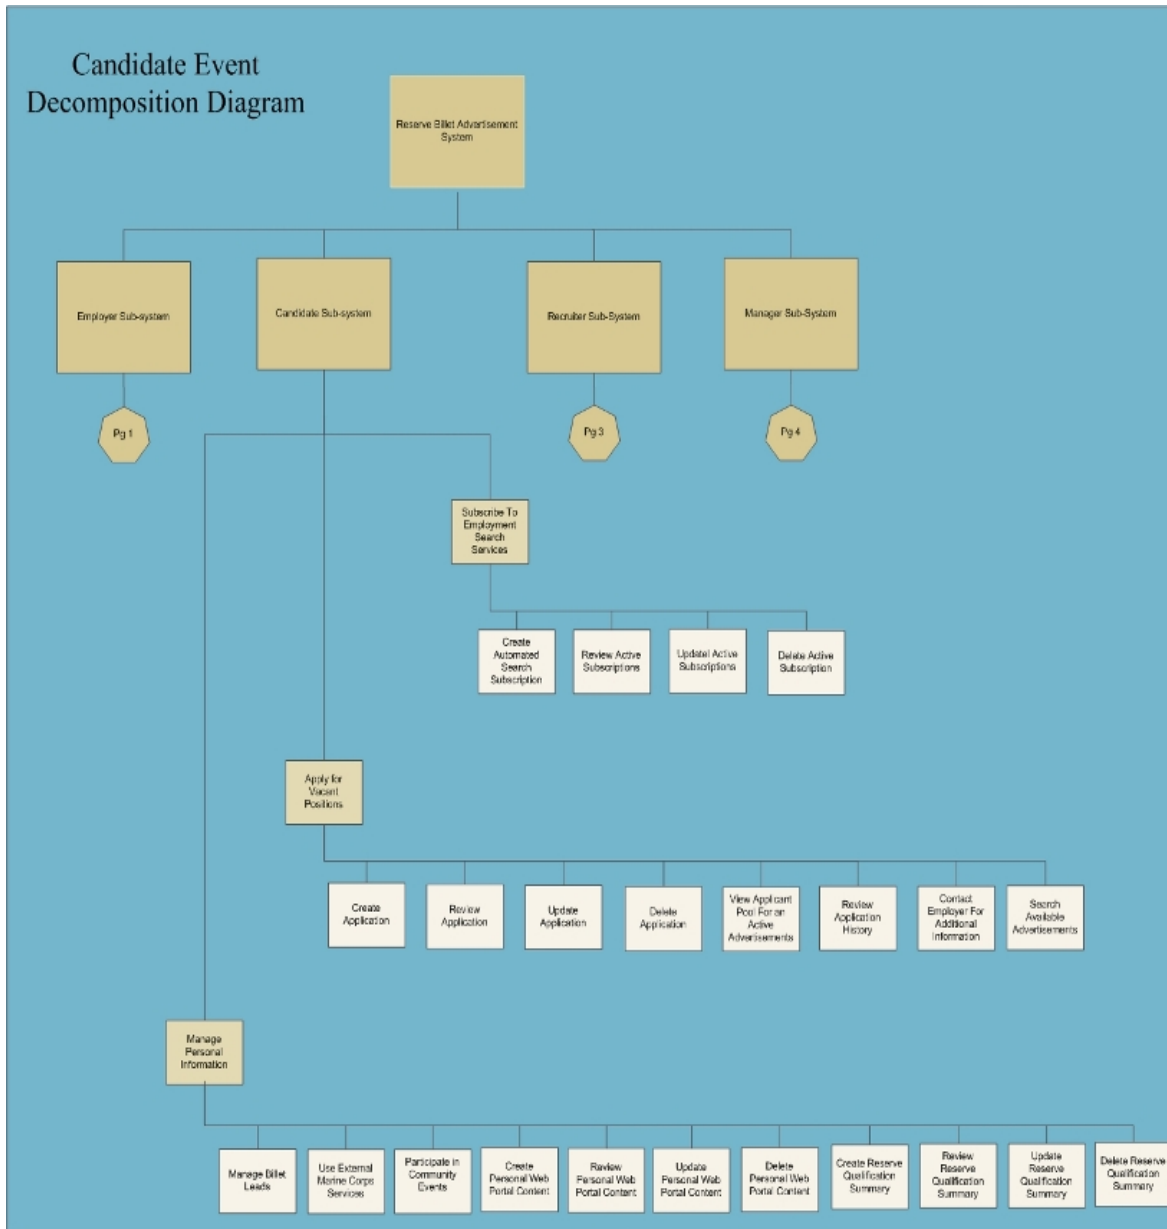 Candidate Event
Decomposition Diagram
Reserve Billet Advertisement
System
Employer Sub-system
Candidate Sub-system
Recruiter Sub-System
Manager Sub-System
Pg 1
Pg 3
Pg 4
Subscribe To
Employment
Search
Services
Create
Automated
Search
Subscription
Review Active
Subscriptions
Updatel Active
Subscriptions
Delete Active
Subscription
Apply for
Vacant
Positions
Create
Application
Review
Application
Update
Application
Delete
Application
View Applicant
Pool For an
Active
Advertisements
Review
Application
History
Contact
Employer For
Additional
Information
Search
Available
Advertisements
Manage
Personal
Information
Manage Billet
Leads
Use External
Marine Corps
Services
Participate in
Community
Events
Create
Personal Web
Portal Content
Review
Personal Web
Portal Content
Update
Personal Web
Portal Content
Delete
Personal Web
Portal Content
Create Reserve
Qualification
Summary
Review
Reserve
Qualification
Summary
Update
Reserve
Qualification
Summary
Delete Reserve
Qualification
Summary